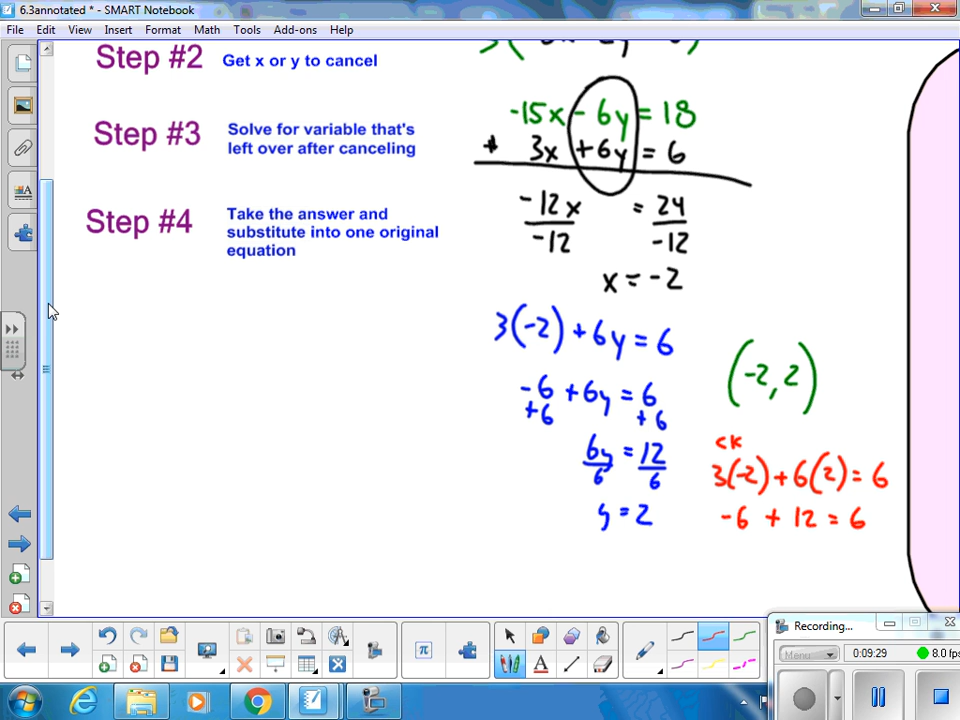 6.3annotated * - SMART Notebook
File Edit View Insert Format Math Tools Add-ons Help
Step #2 Get x or y to cancel
-15x - 6y = 18
+ 3x + 6y = 6
Step #3 Solve for variable that's
left over after canceling
-12x = 24
-12 -12
x = -2
Step #4 Take the answer and
substitute into one original
equation
3(-2) + 6y = 6
-6 + 6y = 6
+6 +6
6y = 12
6 6
y = 2
(-2, 2)
ck
3(-2) + 6(2) = 6
-6 + 12 = 6
Recording...
Menu
0:09:29
8.0 fp